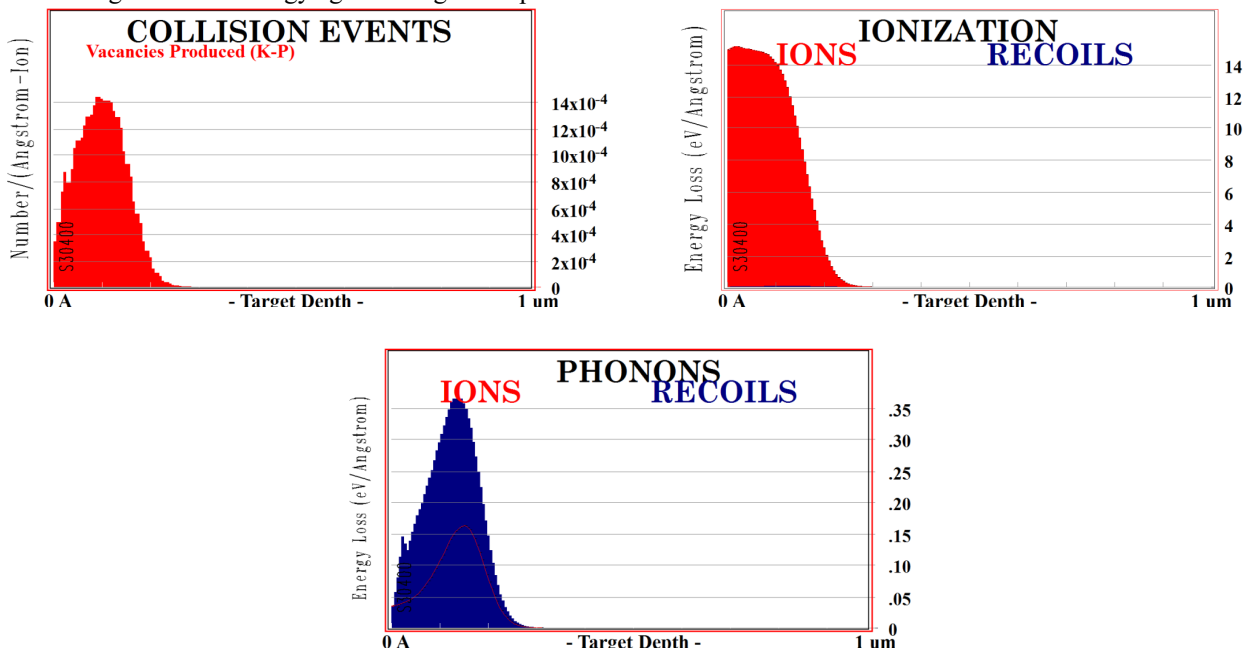 COLLISION EVENTS
Vacancies Produced (K-P)
Number/(Angstrom-Ion)
14x10-4
12x10-4
10x10-4
8x10-4
6x10-4
4x10-4
2x10-4
0
S30400
0 A - Target Depth - 1 um
IONIZATION
IONS RECOILS
Energy Loss (eV/Angstrom)
14
12
10
8
6
4
2
0
S30400
0 A - Target Depth - 1 um
PHONONS
IONS RECOILS
Energy Loss (eV/Angstrom)
.35
.30
.25
.20
.15
.10
.05
0
S30400
0 A - Target Depth - 1 um